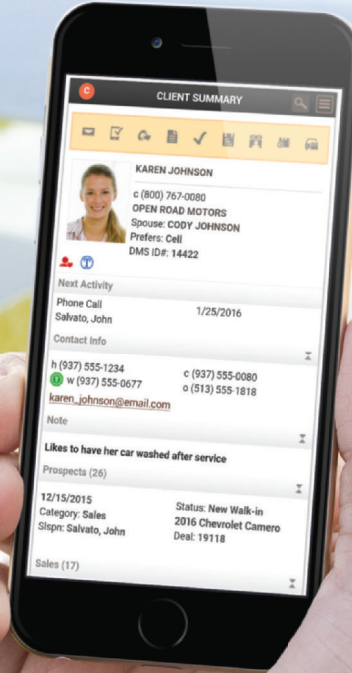 C
CLIENT SUMMARY
KAREN JOHNSON
c (800) 767-0080
OPEN ROAD MOTORS
Spouse: CODY JOHNSON
Prefers: Cell
DMS ID#: 14422
Next Activity
Phone Call 1/25/2016
Salvato, John
Contact Info
h (937) 555-1234 c (937) 555-0080
w (937) 555-0677 o (513) 555-1818
karen_johnson@email.com
Note
Likes to have her car washed after service
Prospects (26)
12/15/2015 Status: New Walk-in
Category: Sales 2016 Chevrolet Camero
Slspn: Salvato, John Deal: 19118
Sales (17)